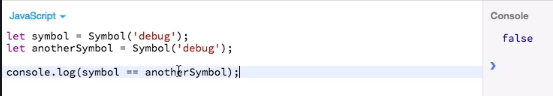 JavaScript
Console
let symbol = Symbol('debug');
let anotherSymbol = Symbol('debug');
console.log(symbol == anotherSymbol);
false